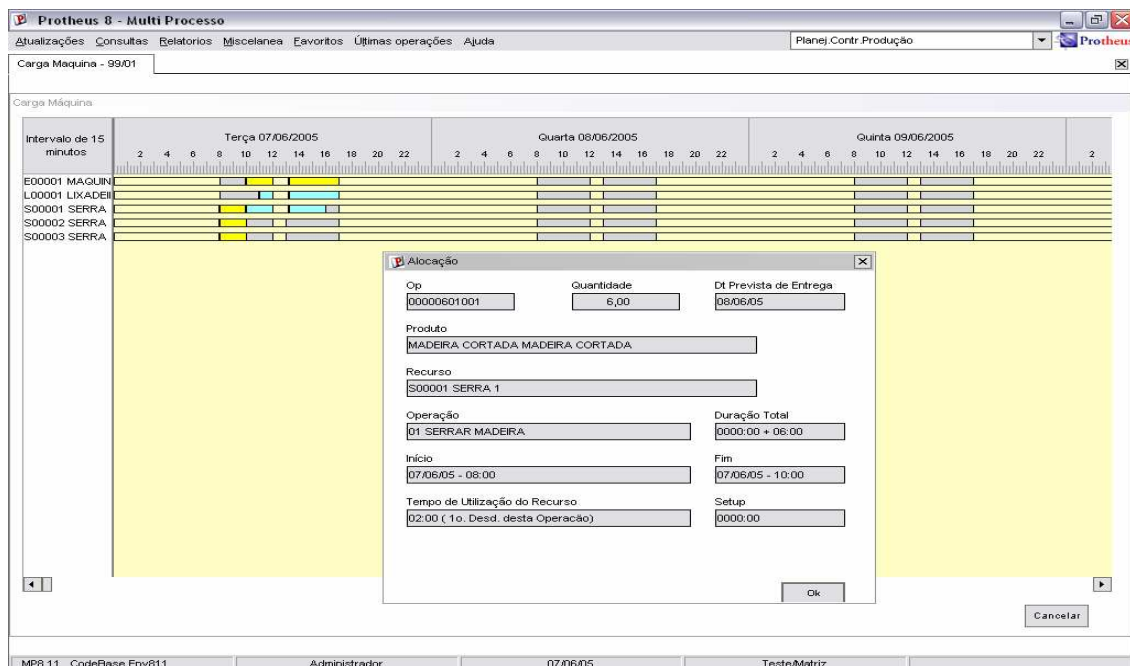 Protheus 8 - Multi Processo
Atualizações Consultas Relatorios Miscelanea Favoritos Últimas operações Ajuda Planej.Contr.Produção Protheus
Carga Maquina - 99/01
Carga Máquina
Intervalo de 15 minutos
Terça 07/06/2005 Quarta 08/06/2005 Quinta 09/06/2005
2 4 6 8 10 12 14 16 18 20 22 2 4 6 8 10 12 14 16 18 20 22 2 4 6 8 10 12 14 16 18 20 22 2
E00001 MAQUIN
L00001 LIXADEI
S00001 SERRA
S00002 SERRA
S00003 SERRA
Alocação
Op Quantidade Dt Prevista de Entrega
00000601001 6,00 08/06/05
Produto
MADEIRA CORTADA MADEIRA CORTADA
Recurso
S00001 SERRA 1
Operação Duração Total
01 SERRAR MADEIRA 0000:00 + 06:00
Início Fim
07/06/05 - 08:00 07/06/05 - 10:00
Tempo de Utilização do Recurso Setup
02:00 ( 1o. Desd. desta Operacão) 0000:00
Ok
Cancelar
MP8.11 CodeBase Env811 Administrador 07/06/05 Teste/Matriz